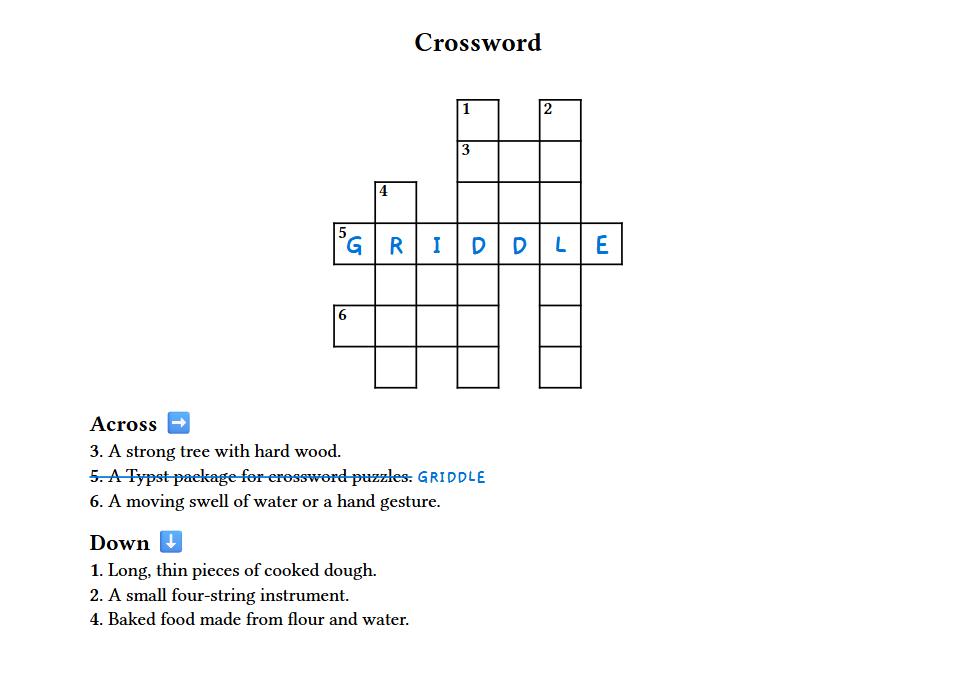 Crossword
1 2
3
4
5 G R I D D L E
6
Across ➡️
3. A strong tree with hard wood.
5. A Typst package for crossword puzzles. GRIDDLE
6. A moving swell of water or a hand gesture.
Down ⬇️
1. Long, thin pieces of cooked dough.
2. A small four-string instrument.
4. Baked food made from flour and water.